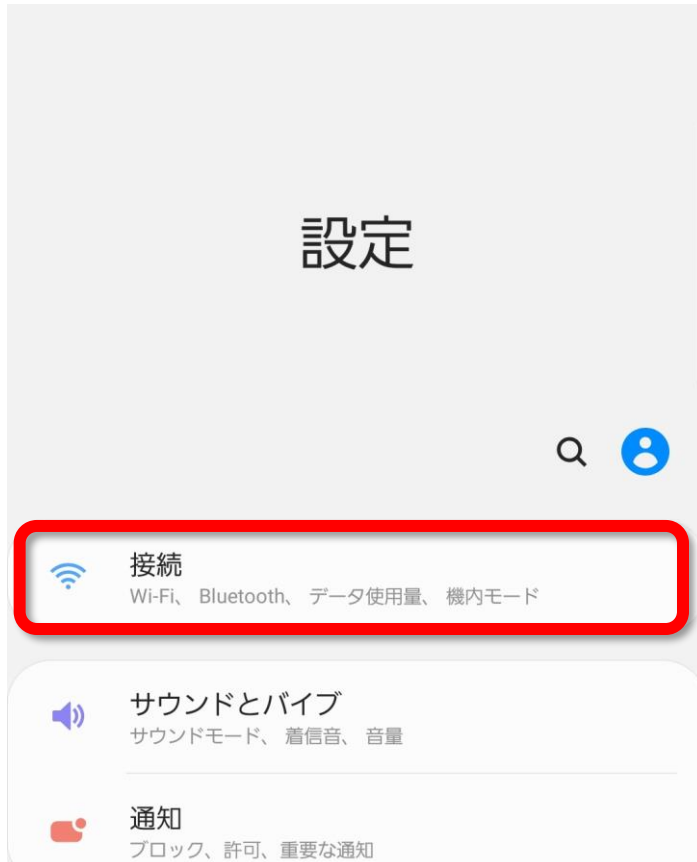 設定
接続
Wi-Fi、 Bluetooth、 データ使用量、 機内モード
サウンドとバイブ
サウンドモード、 着信音、 音量
通知
ブロック、許可、重要な通知